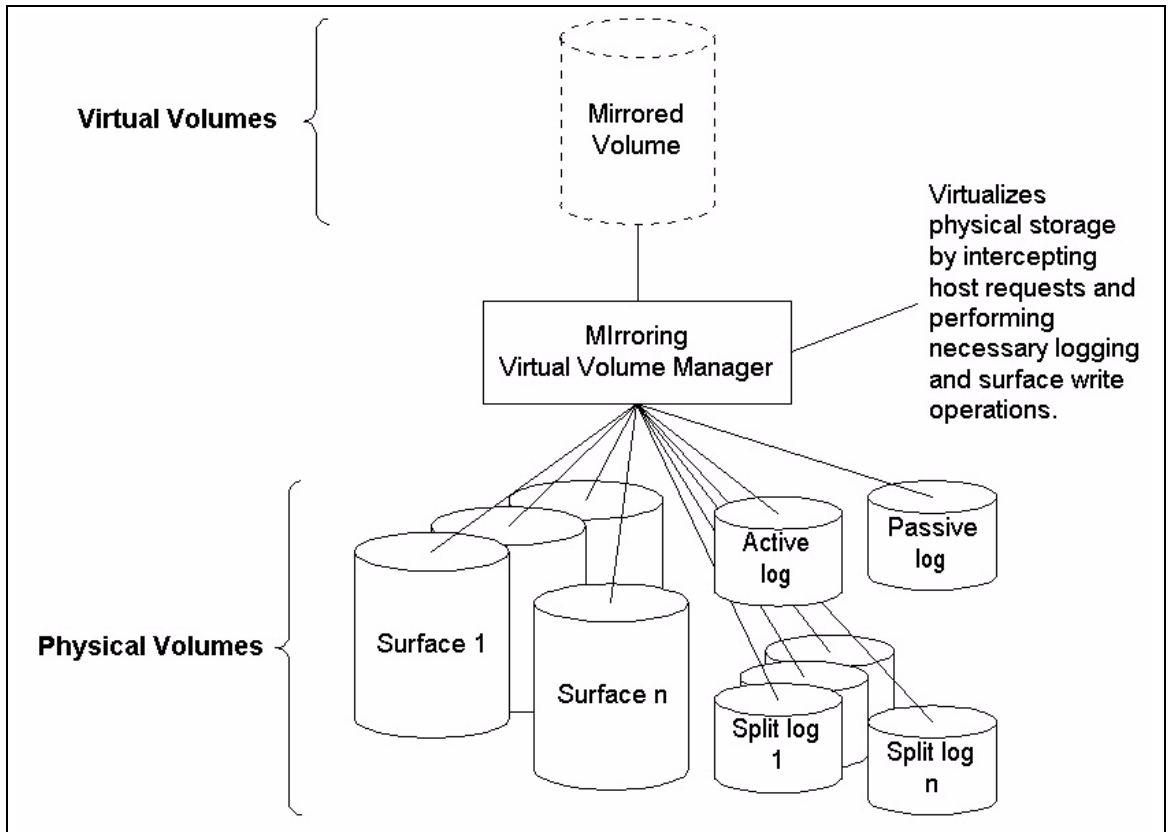 Virtual Volumes
Mirrored
Volume
Virtualizes
physical storage
by intercepting
host requests and
performing
necessary logging
and surface write
operations.
MIrroring
Virtual Volume Manager
Physical Volumes
Surface 1
Surface n
Active
log
Passive
log
Split log
1
Split log
n